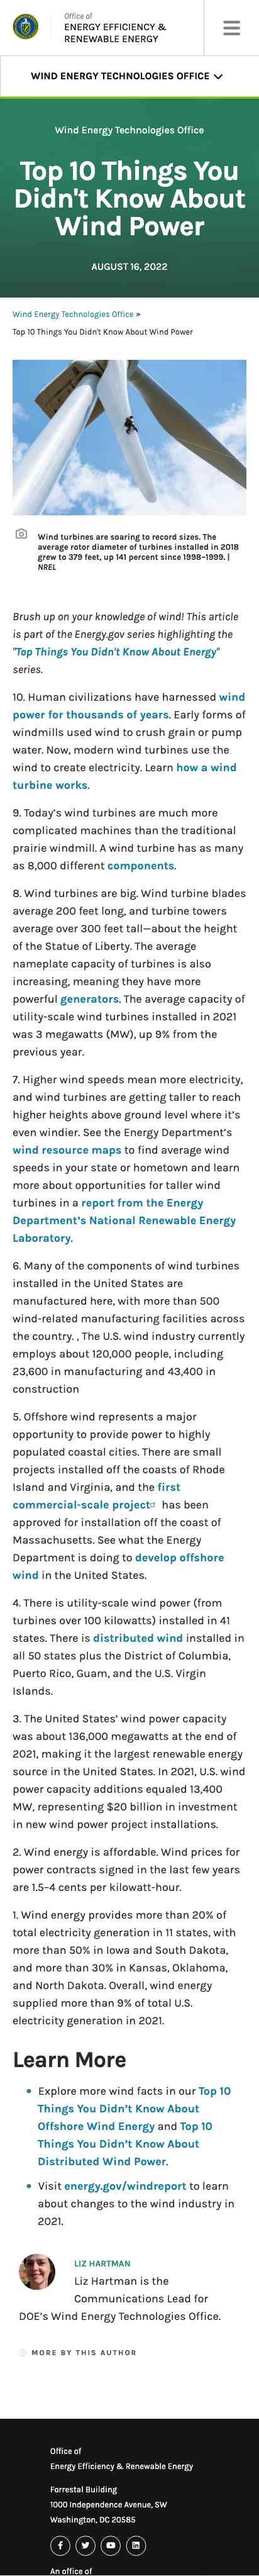 Office of
ENERGY EFFICIENCY &
RENEWABLE ENERGY
WIND ENERGY TECHNOLOGIES OFFICE
Wind Energy Technologies Office
Top 10 Things You
Didn't Know About
Wind Power
AUGUST 16, 2022
Wind Energy Technologies Office »
Top 10 Things You Didn't Know About Wind Power
Wind turbines are soaring to record sizes. The
average rotor diameter of turbines installed in 2018
grew to 379 feet, up 141 percent since 1998–1999. |
NREL
Brush up on your knowledge of wind! This article
is part of the Energy.gov series highlighting the
"Top Things You Didn't Know About Energy"
series.
10. Human civilizations have harnessed wind
power for thousands of years. Early forms of
windmills used wind to crush grain or pump
water. Now, modern wind turbines use the
wind to create electricity. Learn how a wind
turbine works.
9. Today's wind turbines are much more
complicated machines than the traditional
prairie windmill. A wind turbine has as many
as 8,000 different components.
8. Wind turbines are big. Wind turbine blades
average 200 feet long, and turbine towers
average over 300 feet tall—about the height
of the Statue of Liberty. The average
nameplate capacity of turbines is also
increasing, meaning they have more
powerful generators. The average capacity of
utility-scale wind turbines installed in 2021
was 3 megawatts (MW), up 9% from the
previous year.
7. Higher wind speeds mean more electricity,
and wind turbines are getting taller to reach
higher heights above ground level where it's
even windier. See the Energy Department's
wind resource maps to find average wind
speeds in your state or hometown and learn
more about opportunities for taller wind
turbines in a report from the Energy
Department's National Renewable Energy
Laboratory.
6. Many of the components of wind turbines
installed in the United States are
manufactured here, with more than 500
wind-related manufacturing facilities across
the country. , The U.S. wind industry currently
employs about 120,000 people, including
23,600 in manufacturing and 43,400 in
construction
5. Offshore wind represents a major
opportunity to provide power to highly
populated coastal cities. There are small
projects installed off the coasts of Rhode
Island and Virginia, and the first
commercial-scale project has been
approved for installation off the coast of
Massachusetts. See what the Energy
Department is doing to develop offshore
wind in the United States.
4. There is utility-scale wind power (from
turbines over 100 kilowatts) installed in 41
states. There is distributed wind installed in
all 50 states plus the District of Columbia,
Puerto Rico, Guam, and the U.S. Virgin
Islands.
3. The United States' wind power capacity
was about 136,000 megawatts at the end of
2021, making it the largest renewable energy
source in the United States. In 2021, U.S. wind
power capacity additions equaled 13,400
MW, representing $20 billion in investment
in new wind power project installations.
2. Wind energy is affordable. Wind prices for
power contracts signed in the last few years
are 1.5–4 cents per kilowatt-hour.
1. Wind energy provides more than 20% of
total electricity generation in 11 states, with
more than 50% in Iowa and South Dakota,
and more than 30% in Kansas, Oklahoma,
and North Dakota. Overall, wind energy
supplied more than 9% of total U.S.
electricity generation in 2021.
Learn More
Explore more wind facts in our Top 10
Things You Didn't Know About
Offshore Wind Energy and Top 10
Things You Didn't Know About
Distributed Wind Power.
Visit energy.gov/windreport to learn
about changes to the wind industry in
2021.
LIZ HARTMAN
Liz Hartman is the
Communications Lead for
DOE's Wind Energy Technologies Office.
MORE BY THIS AUTHOR
Office of
Energy Efficiency & Renewable Energy
Forrestal Building
1000 Independence Avenue, SW
Washington, DC 20585
An office of